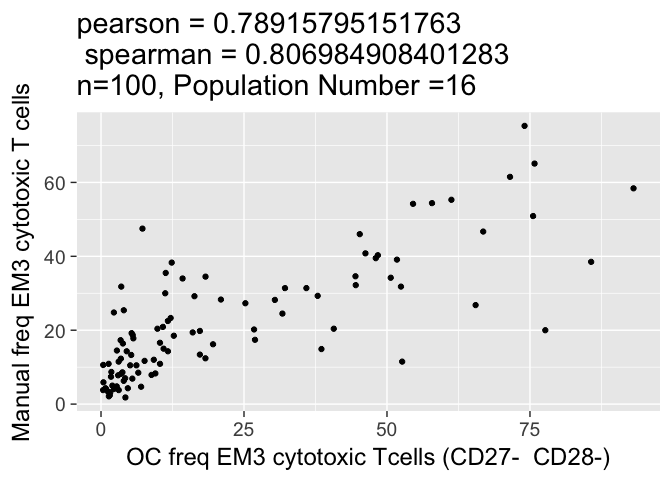 pearson = 0.78915795151763
spearman = 0.806984908401283
n=100, Population Number =16
Manual freq EM3 cytotoxic T cells
60
40
20
0
0 25 50 75
OC freq EM3 cytotoxic Tcells (CD27- CD28-)